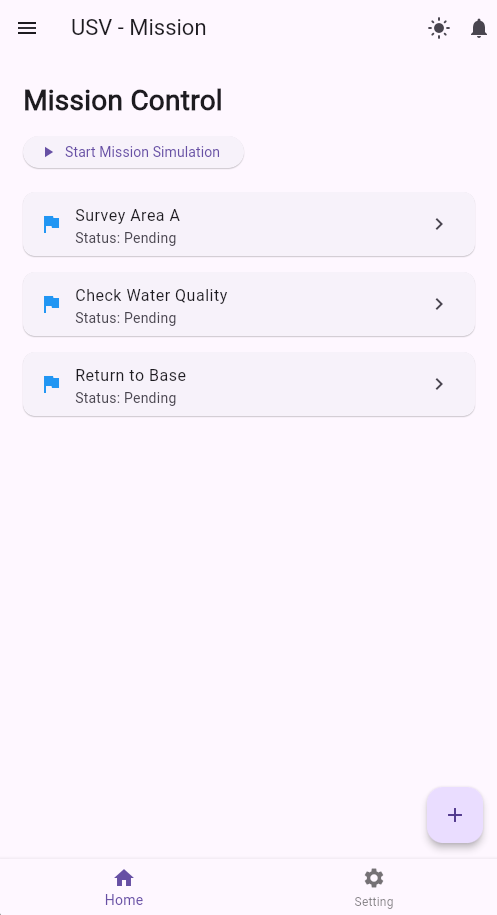 USV - Mission
Mission Control
Start Mission Simulation
Survey Area A
Status: Pending
Check Water Quality
Status: Pending
Return to Base
Status: Pending
Home
Setting